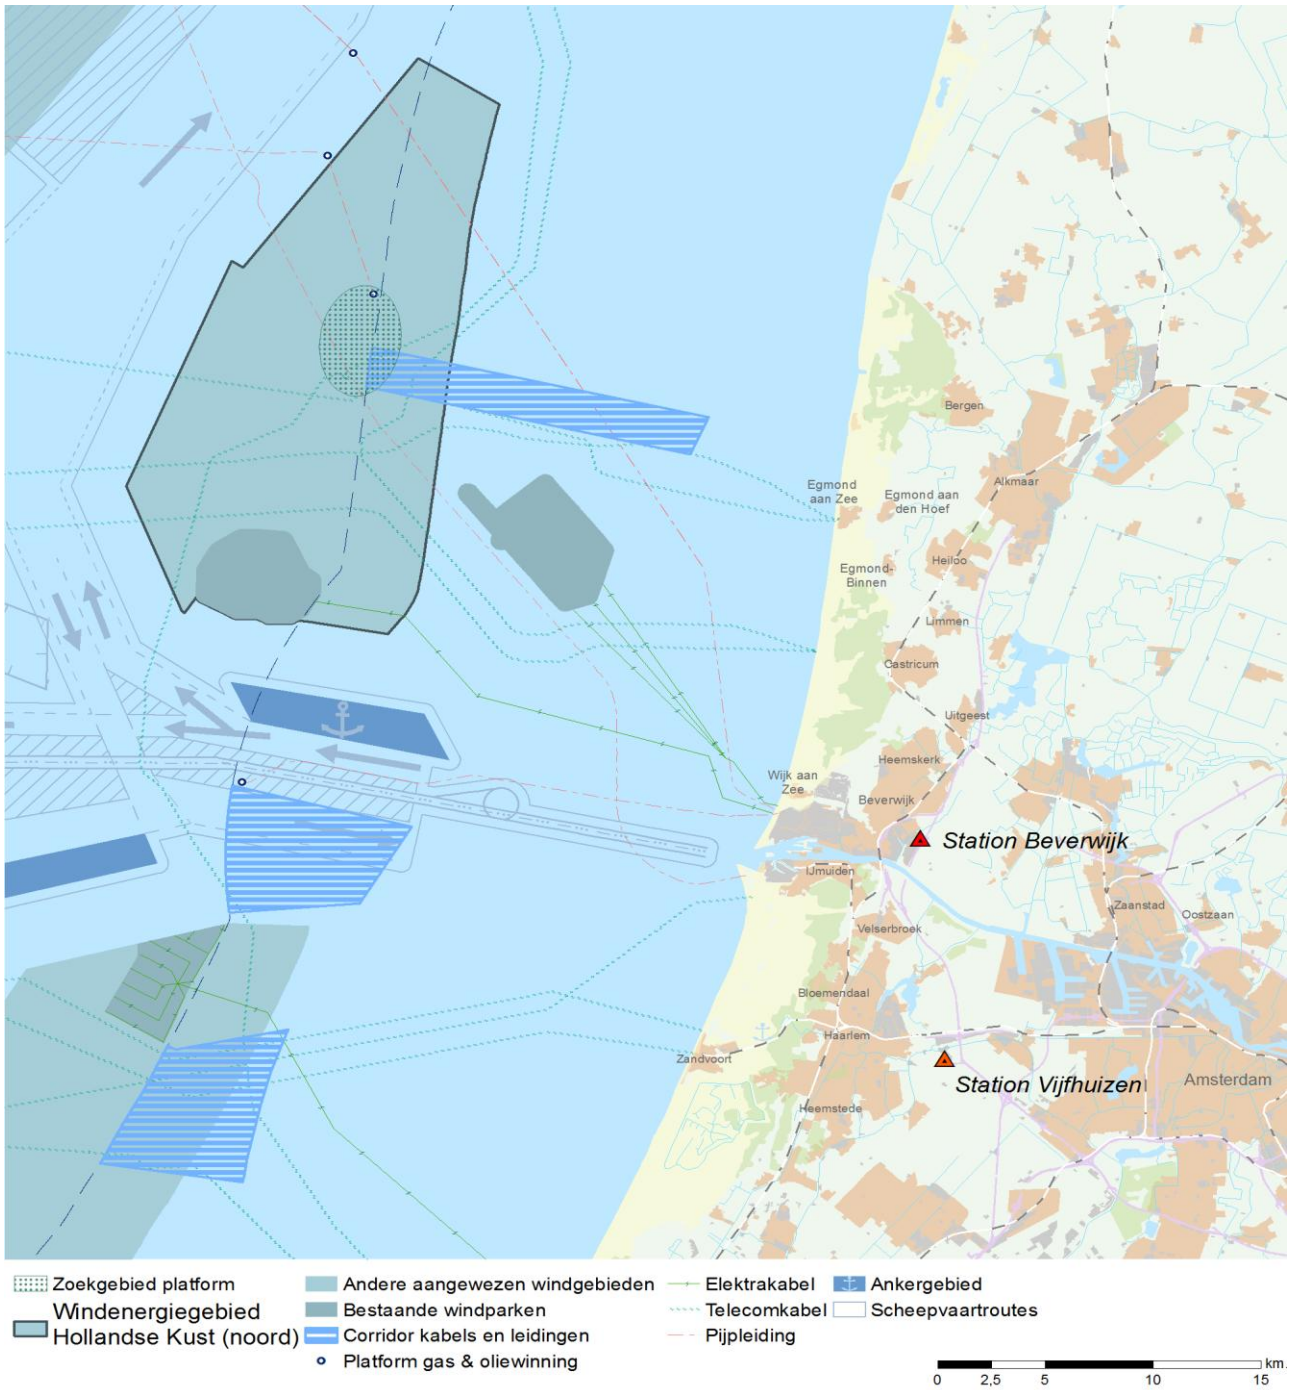 Bergen
Alkmaar
Egmond
aan Zee
Egmond aan
den Hoef
Heiloo
Egmond-
Binnen
Limmen
Castricum
Uitgeest
Heemskerk
Wijk aan
Zee
Beverwijk
Station Beverwijk
IJmuiden
Zaanstad
Oostzaan
Velserbroek
Bloemendaal
Haarlem
Zandvoort
Station Vijfhuizen
Amsterdam
Heemstede
Zoekgebied platform
Windenergiegebied
Hollandse Kust (noord)
Andere aangewezen windgebieden
Bestaande windparken
Corridor kabels en leidingen
Platform gas & oliewinning
Elektrakabel
Telecomkabel
Pijpleiding
Ankergebied
Scheepvaartroutes
km
0 2,5 5 10 15